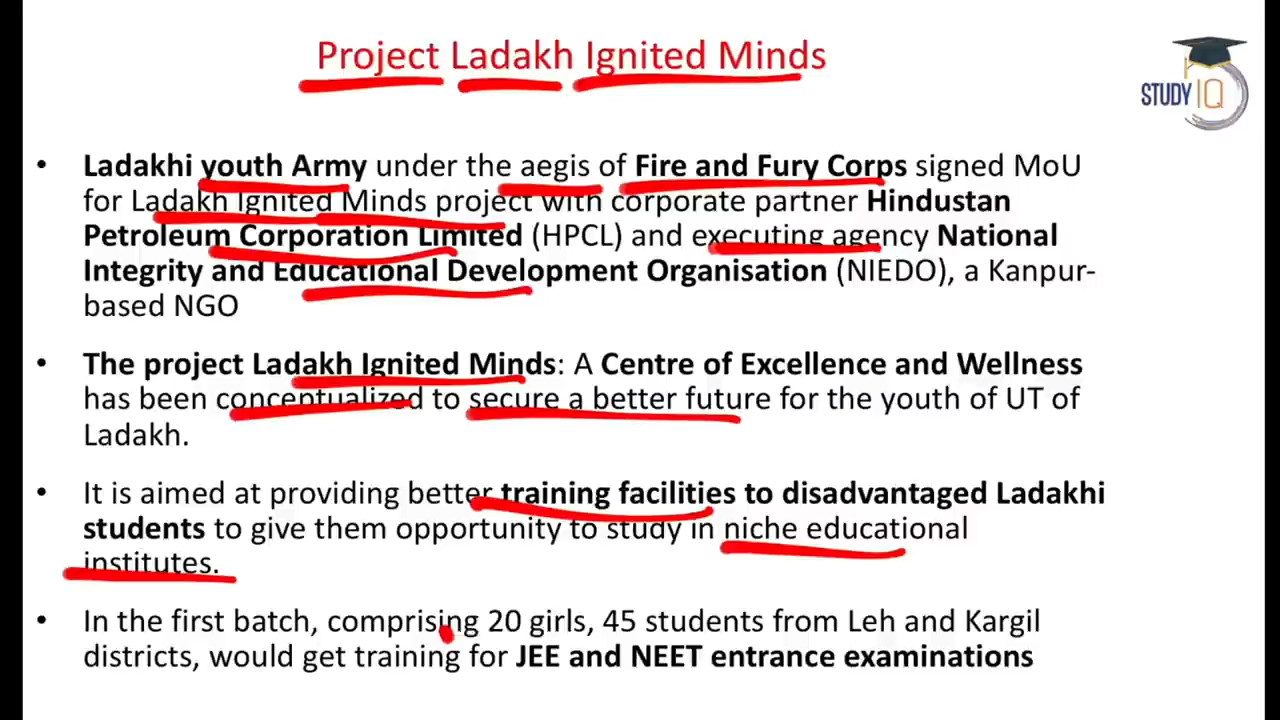 Project Ladakh Ignited Minds
STUDY IQ
• Ladakhi youth Army under the aegis of Fire and Fury Corps signed MoU
for Ladakh Ignited Minds project with corporate partner Hindustan
Petroleum Corporation Limited (HPCL) and executing agency National
Integrity and Educational Development Organisation (NIEDO), a Kanpur-
based NGO
• The project Ladakh Ignited Minds: A Centre of Excellence and Wellness
has been conceptualized to secure a better future for the youth of UT of
Ladakh.
• It is aimed at providing better training facilities to disadvantaged Ladakhi
students to give them opportunity to study in niche educational
institutes.
• In the first batch, comprising 20 girls, 45 students from Leh and Kargil
districts, would get training for JEE and NEET entrance examinations